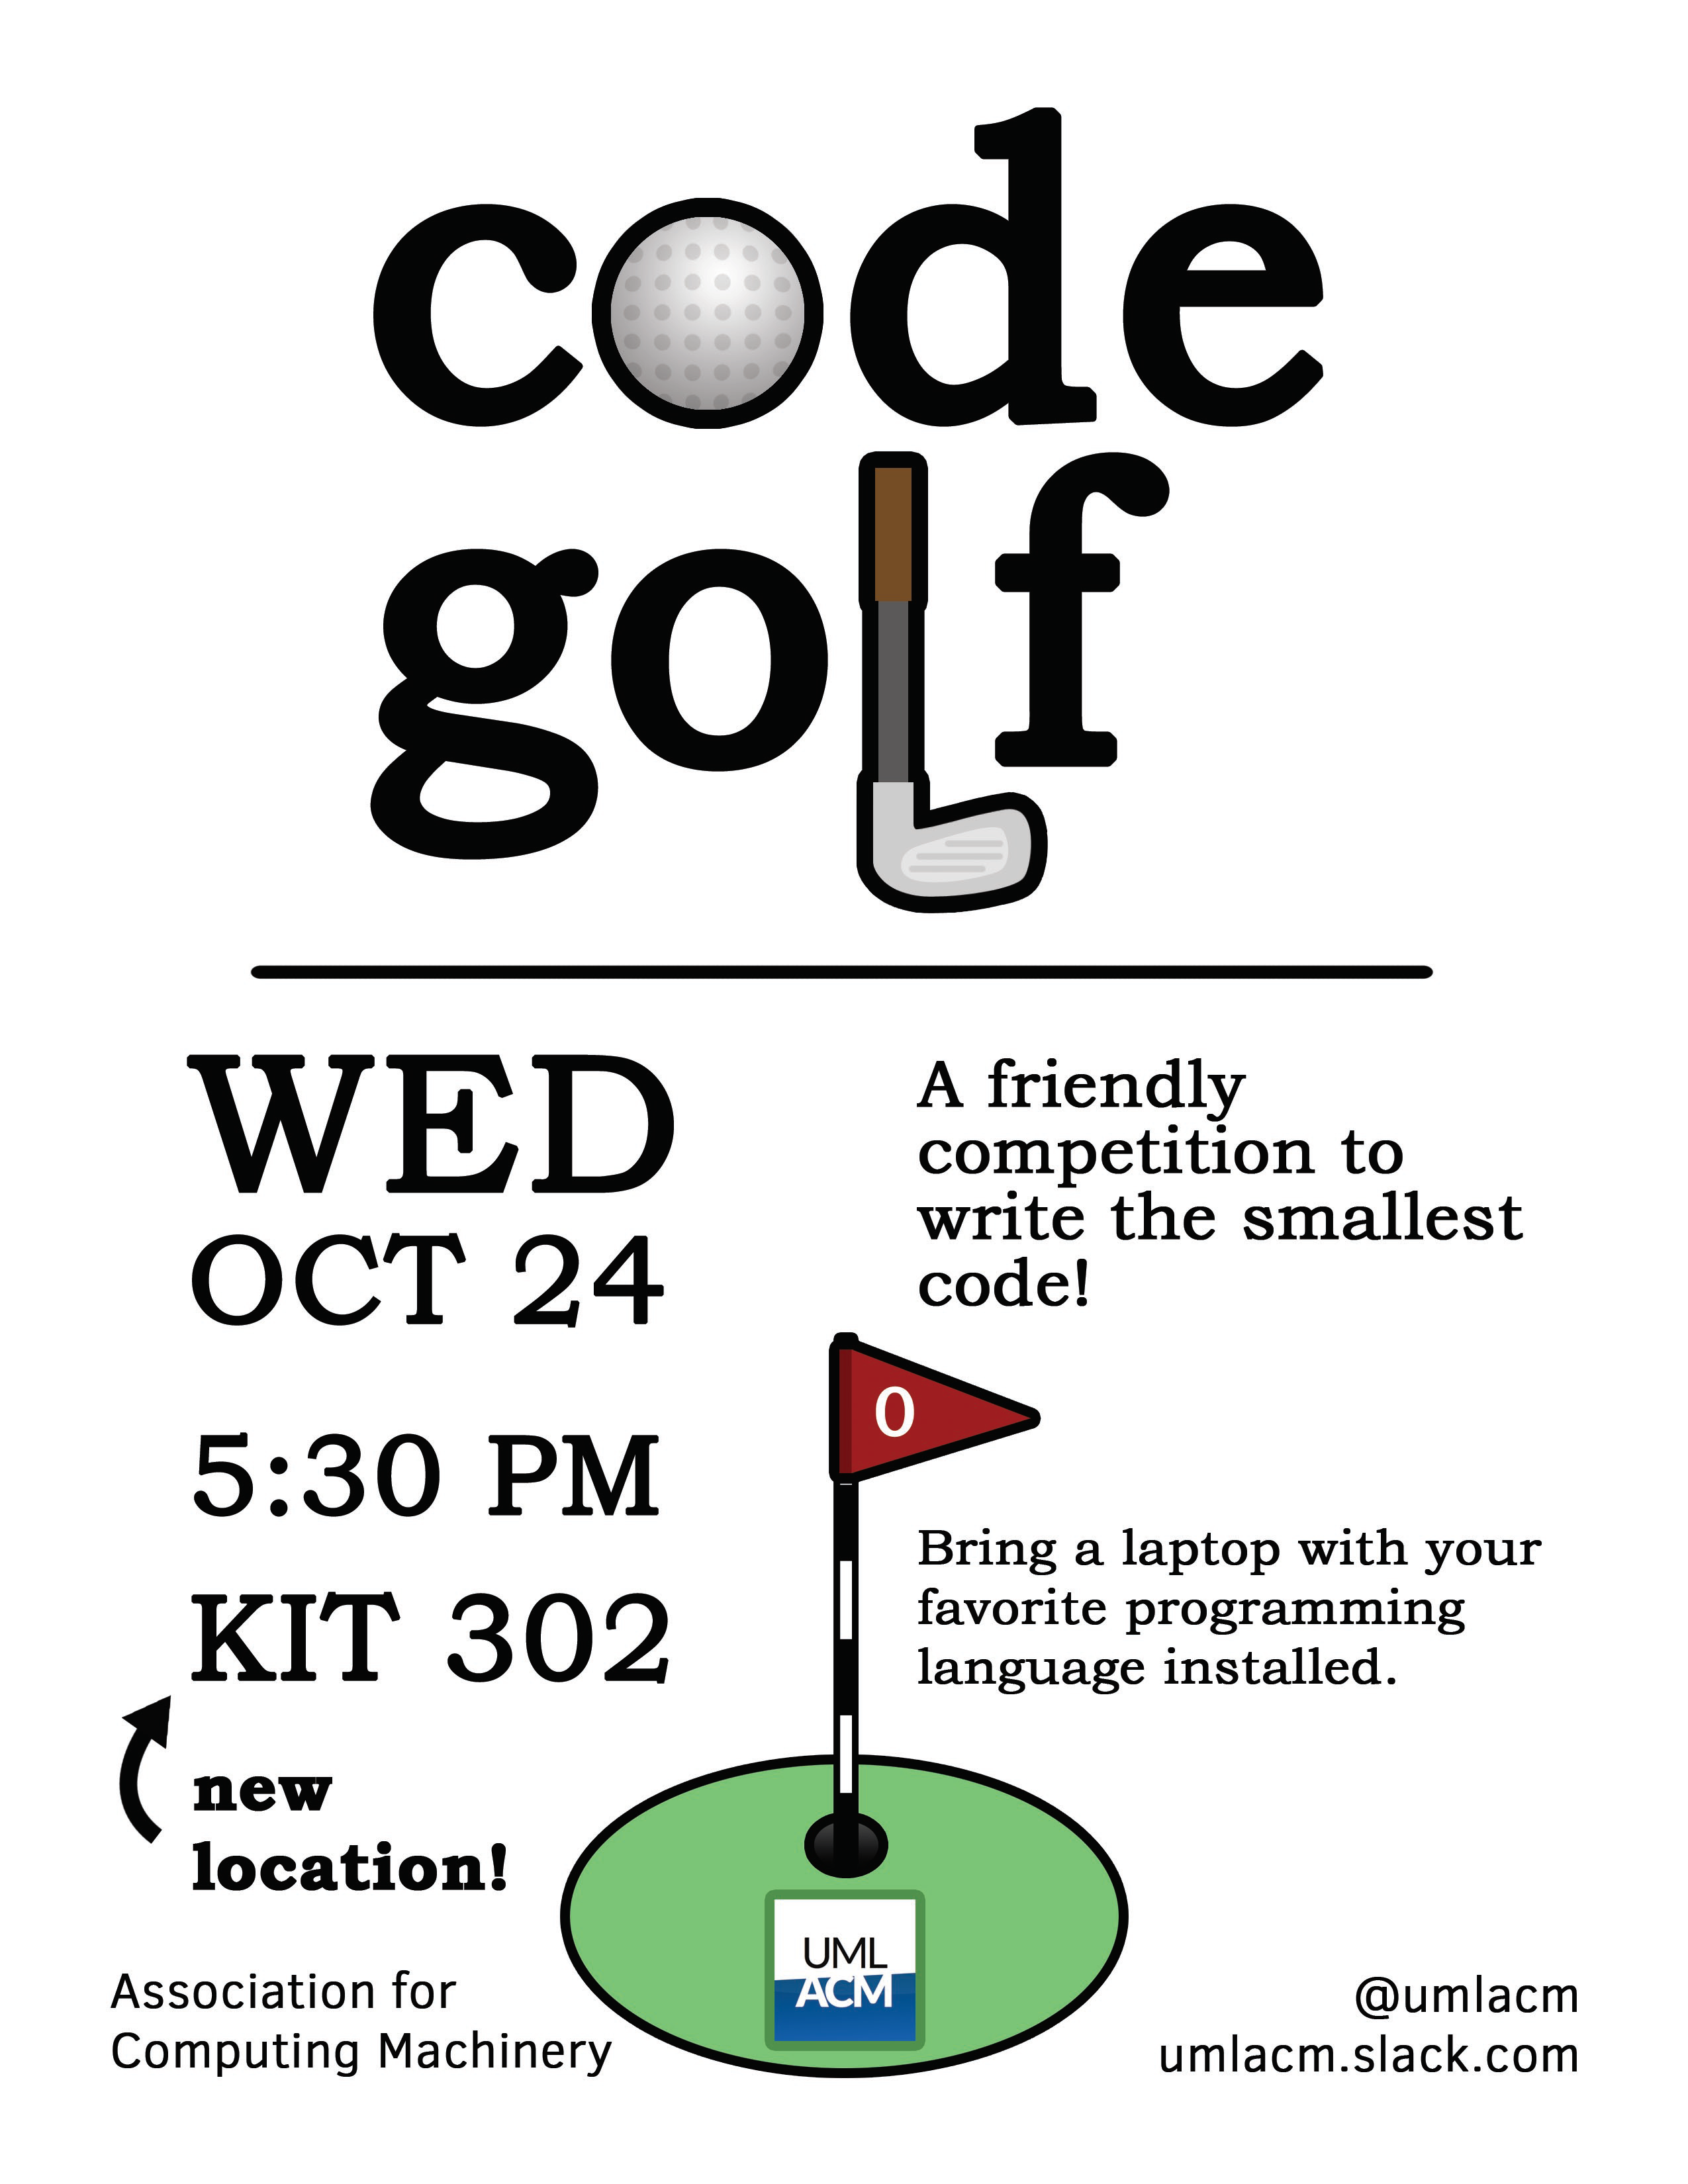 code
golf
WED
OCT 24
5:30 PM
KIT 302
new
location!
A friendly
competition to
write the smallest
code!
0
Bring a laptop with your
favorite programming
language installed.
UML
ACM
Association for
Computing Machinery
@umlacm
umlacm.slack.com